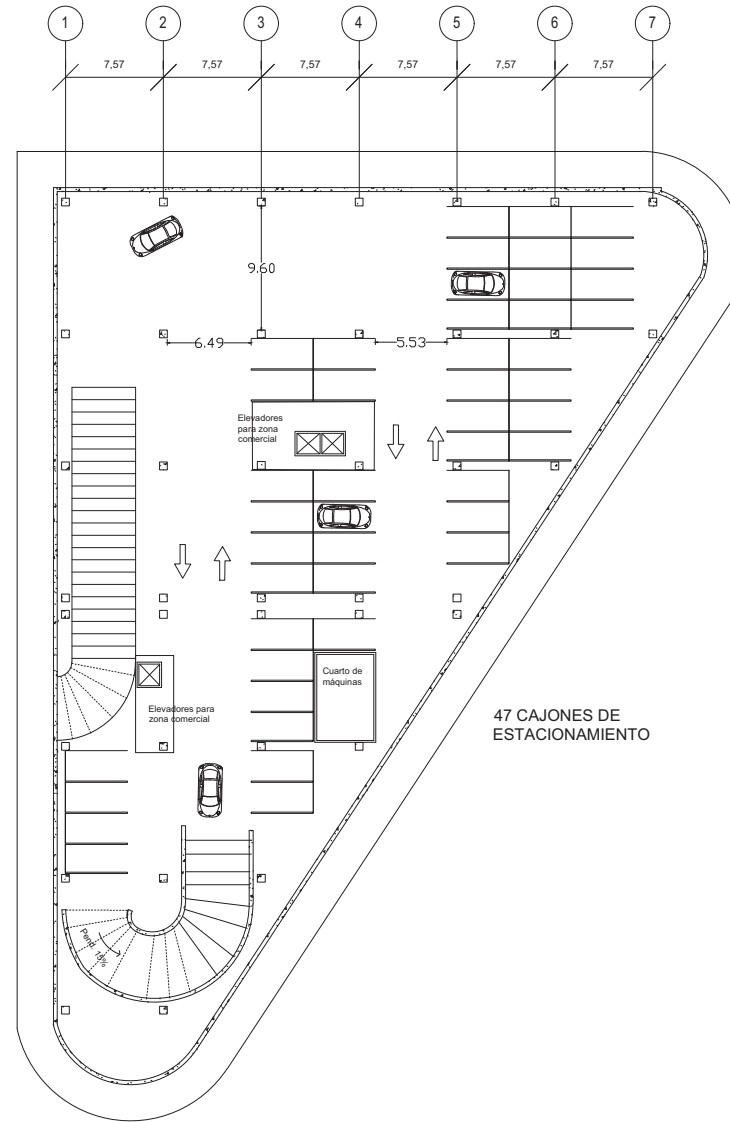 1 2 3 4 5 6 7
7,57 7,57 7,57 7,57 7,57 7,57
9.60
6.49 5.53
Elevadores
para zona
comercial
Cuarto de
máquinas
Elevadores para
zona comercial
47 CAJONES DE
ESTACIONAMIENTO
Pend. 15%